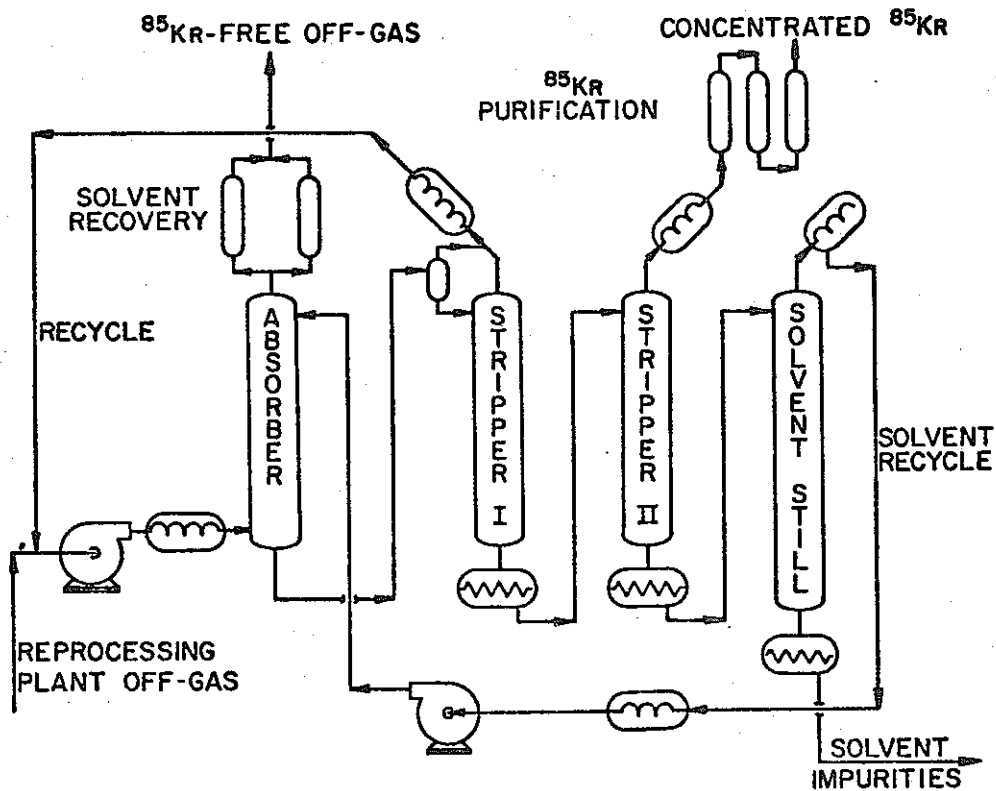 ⁸⁵KR-FREE OFF-GAS
CONCENTRATED ⁸⁵KR
⁸⁵KR
PURIFICATION
SOLVENT
RECOVERY
RECYCLE
ABSORBER
STRIPPER I
STRIPPER II
SOLVENT STILL
SOLVENT
RECYCLE
REPROCESSING
PLANT OFF-GAS
SOLVENT
IMPURITIES